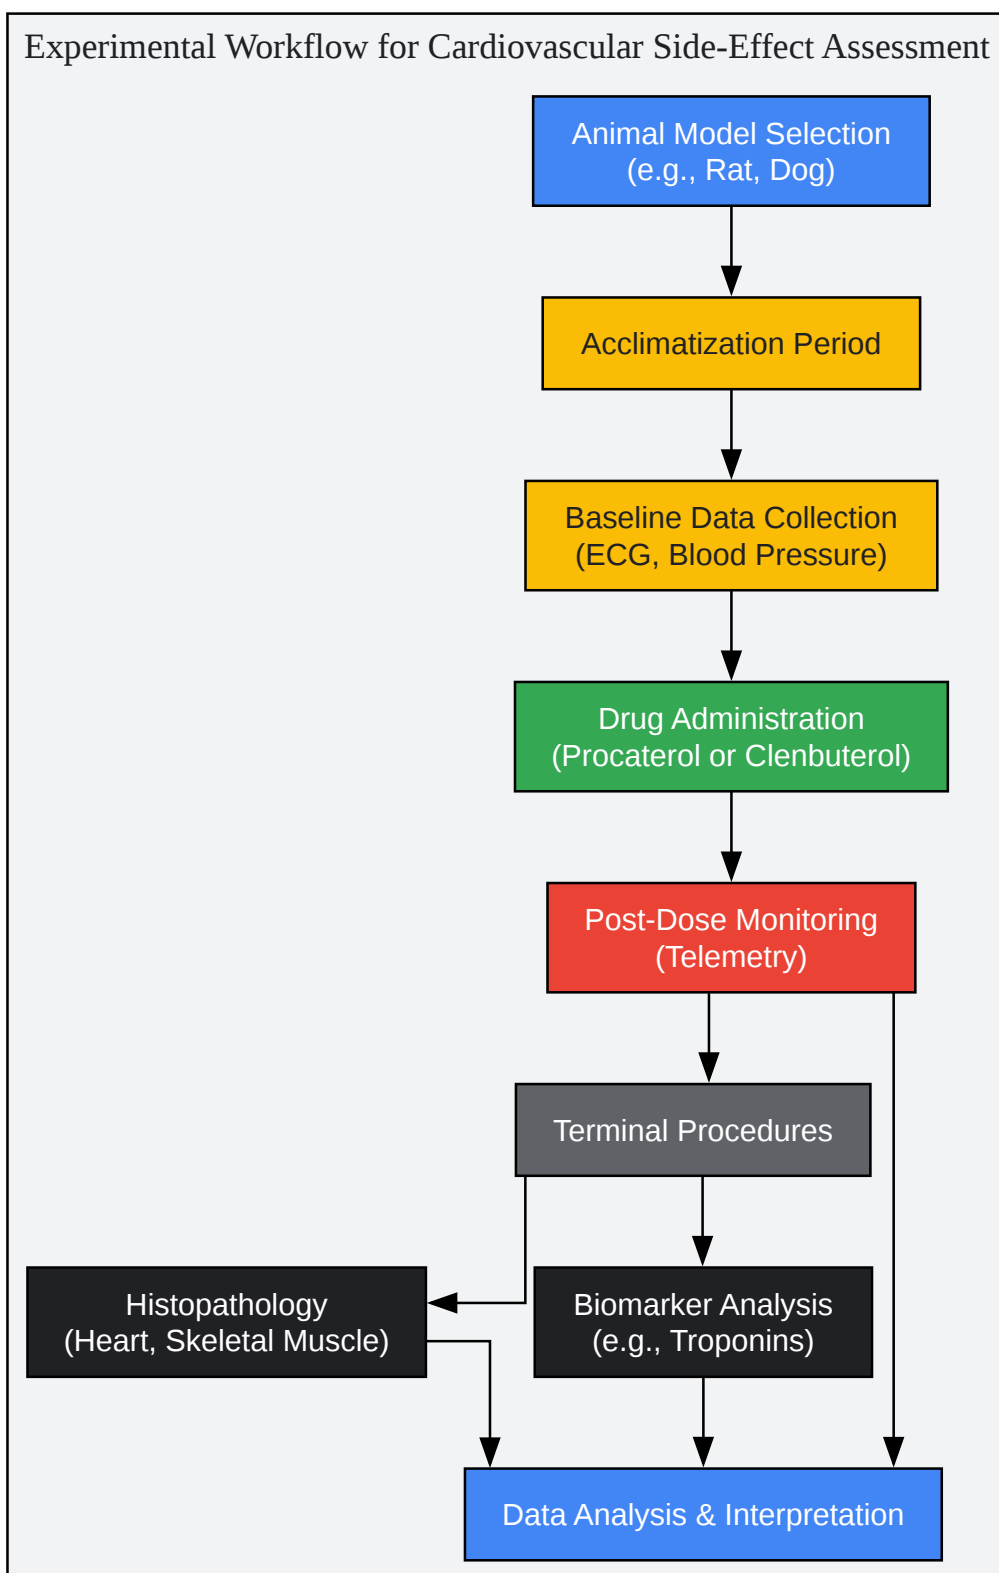 Experimental Workflow for Cardiovascular Side-Effect Assessment
Animal Model Selection
(e.g., Rat, Dog)
Acclimatization Period
Baseline Data Collection
(ECG, Blood Pressure)
Drug Administration
(Procaterol or Clenbuterol)
Post-Dose Monitoring
(Telemetry)
Terminal Procedures
Histopathology
(Heart, Skeletal Muscle)
Biomarker Analysis
(e.g., Troponins)
Data Analysis & Interpretation